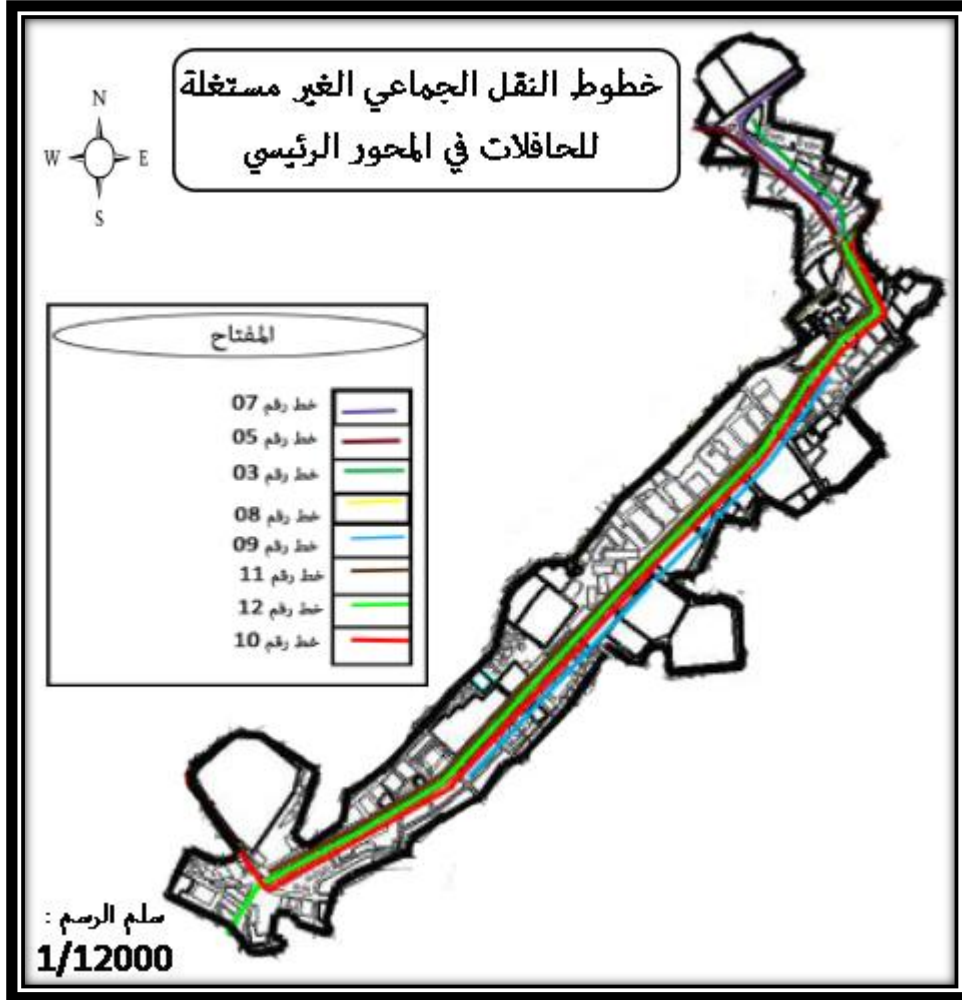 خطوط النقل الجماعي الغير مستغلة
للحافلات في المحور الرئيسي
N
W E
S
المفتاح
خط رقم 07
خط رقم 05
خط رقم 03
خط رقم 08
خط رقم 09
خط رقم 11
خط رقم 12
خط رقم 10
سلم الرسم :
1/12000